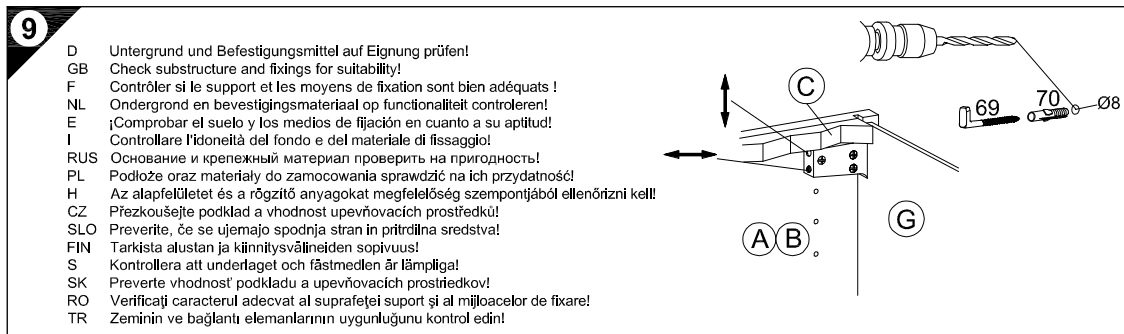 9
D Untergrund und Befestigungsmittel auf Eignung prüfen!
GB Check substructure and fixings for suitability!
F Contrôler si le support et les moyens de fixation sont bien adéquats !
NL Ondergrond en bevestigingsmateriaal op functionaliteit controleren!
E ¡Comprobar el suelo y los medios de fijación en cuanto a su aptitud!
I Controllare l'idoneità del fondo e del materiale di fissaggio!
RUS Основание и крепежный материал проверить на пригодность!
PL Podłoże oraz materiały do zamocowania sprawdzić na ich przydatność!
H Az alapfelületet és a rögzítő anyagokat megfelelőség szempontjából ellenőrizni kell!
CZ Přezkoušejte podklad a vhodnost upevňovacích prostředků!
SLO Preverite, če se ujemajo spodnja stran in pritrdilna sredstva!
FIN Tarkista alustan ja kiinnitysvälineiden sopivuus!
S Kontrollera att underlaget och fästmedlen är lämpliga!
SK Preverte vhodnosť podkladu a upevňovacích prostriedkov!
RO Verificaţi caracterul adecvat al suprafeţei suport şi al mijloacelor de fixare!
TR Zeminin ve bağlantı elemanlarının uygunluğunu kontrol edin!
C
69
70
Ø8
A B
G